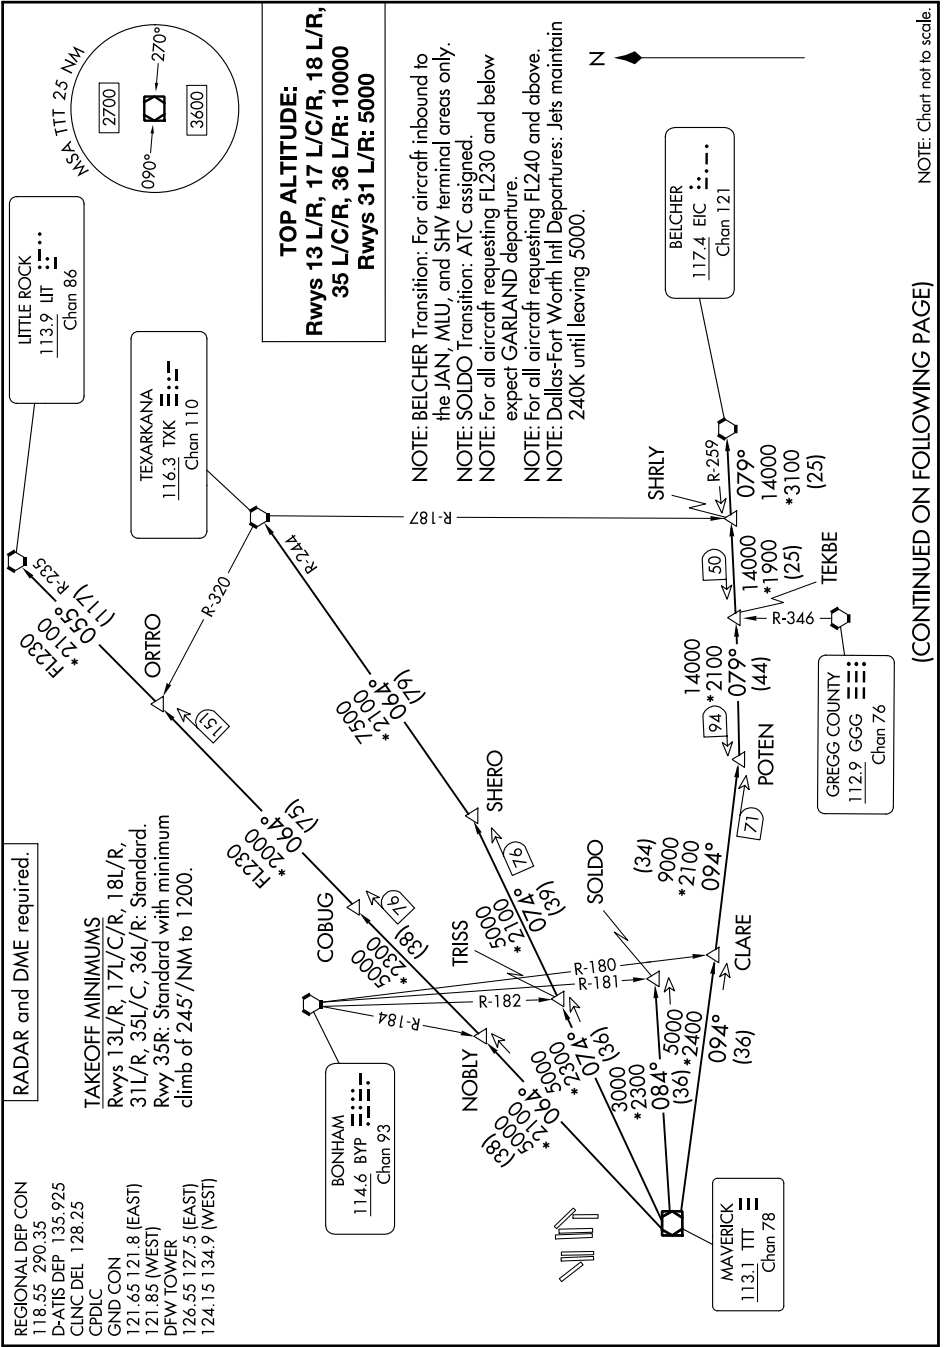 REGIONAL DEP CON
118.55 290.35
D-ATIS DEP 135.925
CLNC DEL 128.25
CPDLC
GND CON
121.65 121.8 (EAST)
121.85 (WEST)
DFW TOWER
126.55 127.5 (EAST)
124.15 134.9 (WEST)
RADAR and DME required.
TAKEOFF MINIMUMS
Rwys 13L/R, 17L/C/R, 18L/R,
31L/R, 35L/C, 36L/R: Standard.
Rwy 35R: Standard with minimum
climb of 245'/NM to 1200.
LITTLE ROCK
113.9 LIT
Chan 86
MSA TTT 25 NM
2700
270°
090°
3600
TOP ALTITUDE:
Rwys 13 L/R, 17 L/C/R, 18 L/R,
35 L/C/R, 36 L/R: 10000
Rwys 31 L/R: 5000
TEXARKANA
116.3 TXK
Chan 110
NOTE: BELCHER Transition: For aircraft inbound to
the JAN, MLU, and SHV terminal areas only.
NOTE: SOLDO Transition: ATC assigned.
NOTE: For all aircraft requesting FL230 and below
expect GARLAND departure.
NOTE: For all aircraft requesting FL240 and above.
NOTE: Dallas-Fort Worth Intl Departures: Jets maintain
240K until leaving 5000.
N
R-235
FL230
*2100
055°
(117)
ORTRO
R-320
151
FL230
*2000
064°
(75)
COBUG
76
5000
*2300
(38)
NOBLY
5000
*2100
064°
(38)
R-244
7500
*2100
064°
(79)
SHERO
76
5000
*2100
074°
(39)
TRISS
5000
*2300
074°
(36)
BONHAM
114.6 BYP
Chan 93
R-184
R-182
R-181
R-180
SOLDO
3000
*2300
084°
(36)
5000
*2400
094°
(36)
CLARE
(34)
9000
*2100
094°
71
POTEN
94
14000
*2100
079°
(44)
TEKBE
R-346
50
14000
*1900
(25)
SHRLY
R-187
R-259
079°
14000
*3100
(25)
BELCHER
117.4 EIC
Chan 121
GREGG COUNTY
112.9 GGG
Chan 76
MAVERICK
113.1 TTT
Chan 78
NOTE: Chart not to scale.
(CONTINUED ON FOLLOWING PAGE)